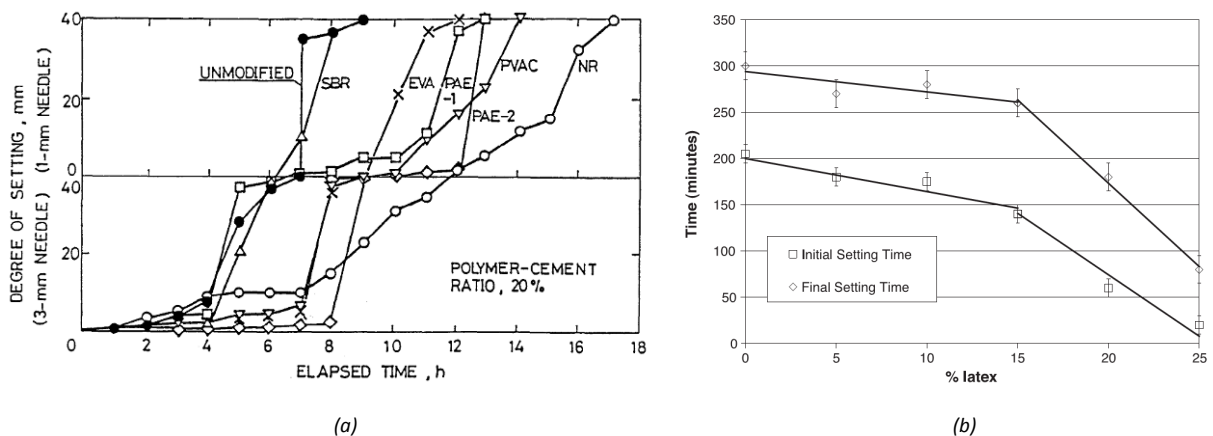 DEGREE OF SETTING, mm
(3-mm NEEDLE) (1-mm NEEDLE)
40
20
0
40
20
UNMODIFIED
SBR
EVA
PAE
-1
PVAC
PAE-2
NR
POLYMER-CEMENT
RATIO, 20%
0 2 4 6 8 10 12 14 16 18
ELAPSED TIME, h
(a)
Time (minutes)
350
300
250
200
150
100
50
0
Initial Setting Time
Final Setting Time
0 5 10 15 20 25
% latex
(b)